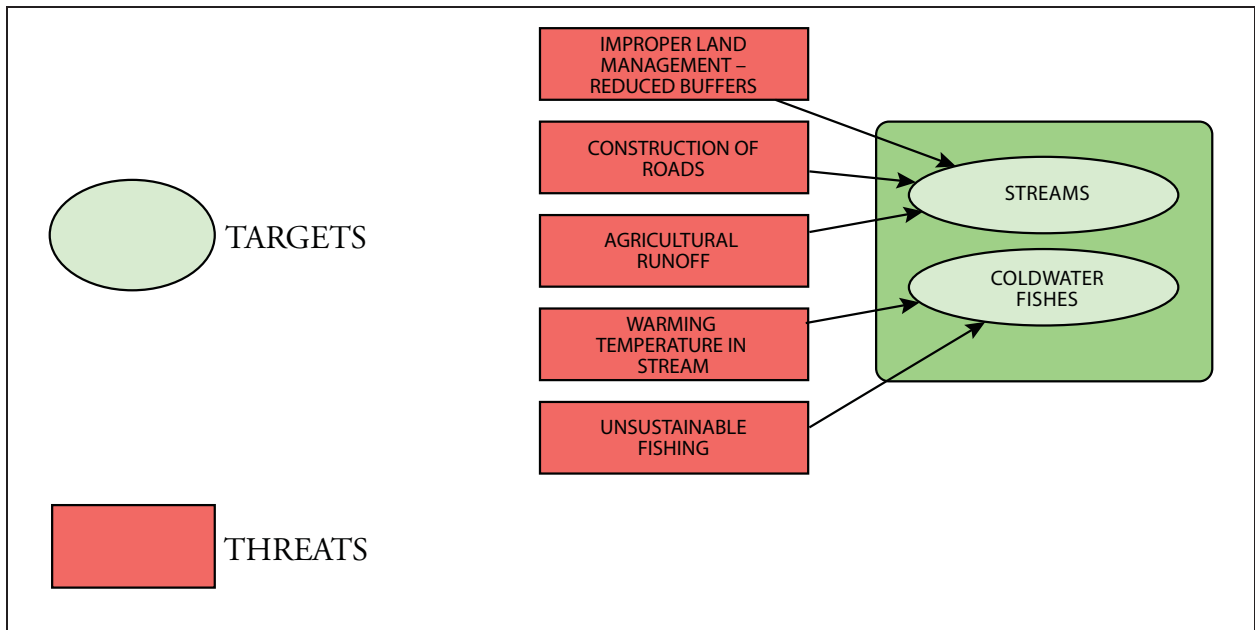 IMPROPER LAND
MANAGEMENT –
REDUCED BUFFERS
CONSTRUCTION OF
ROADS
STREAMS
TARGETS
AGRICULTURAL
RUNOFF
COLDWATER
FISHES
WARMING
TEMPERATURE IN
STREAM
UNSUSTAINABLE
FISHING
THREATS